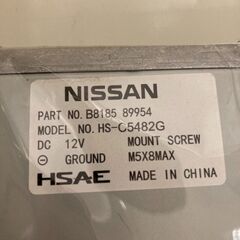 NISSAN
PART NO. B8185 89954
MODEL NO. HS-C5482G
DC 12V MOUNT SCREW
⊖ GROUND M5X8MAX
HSAE MADE IN CHINA